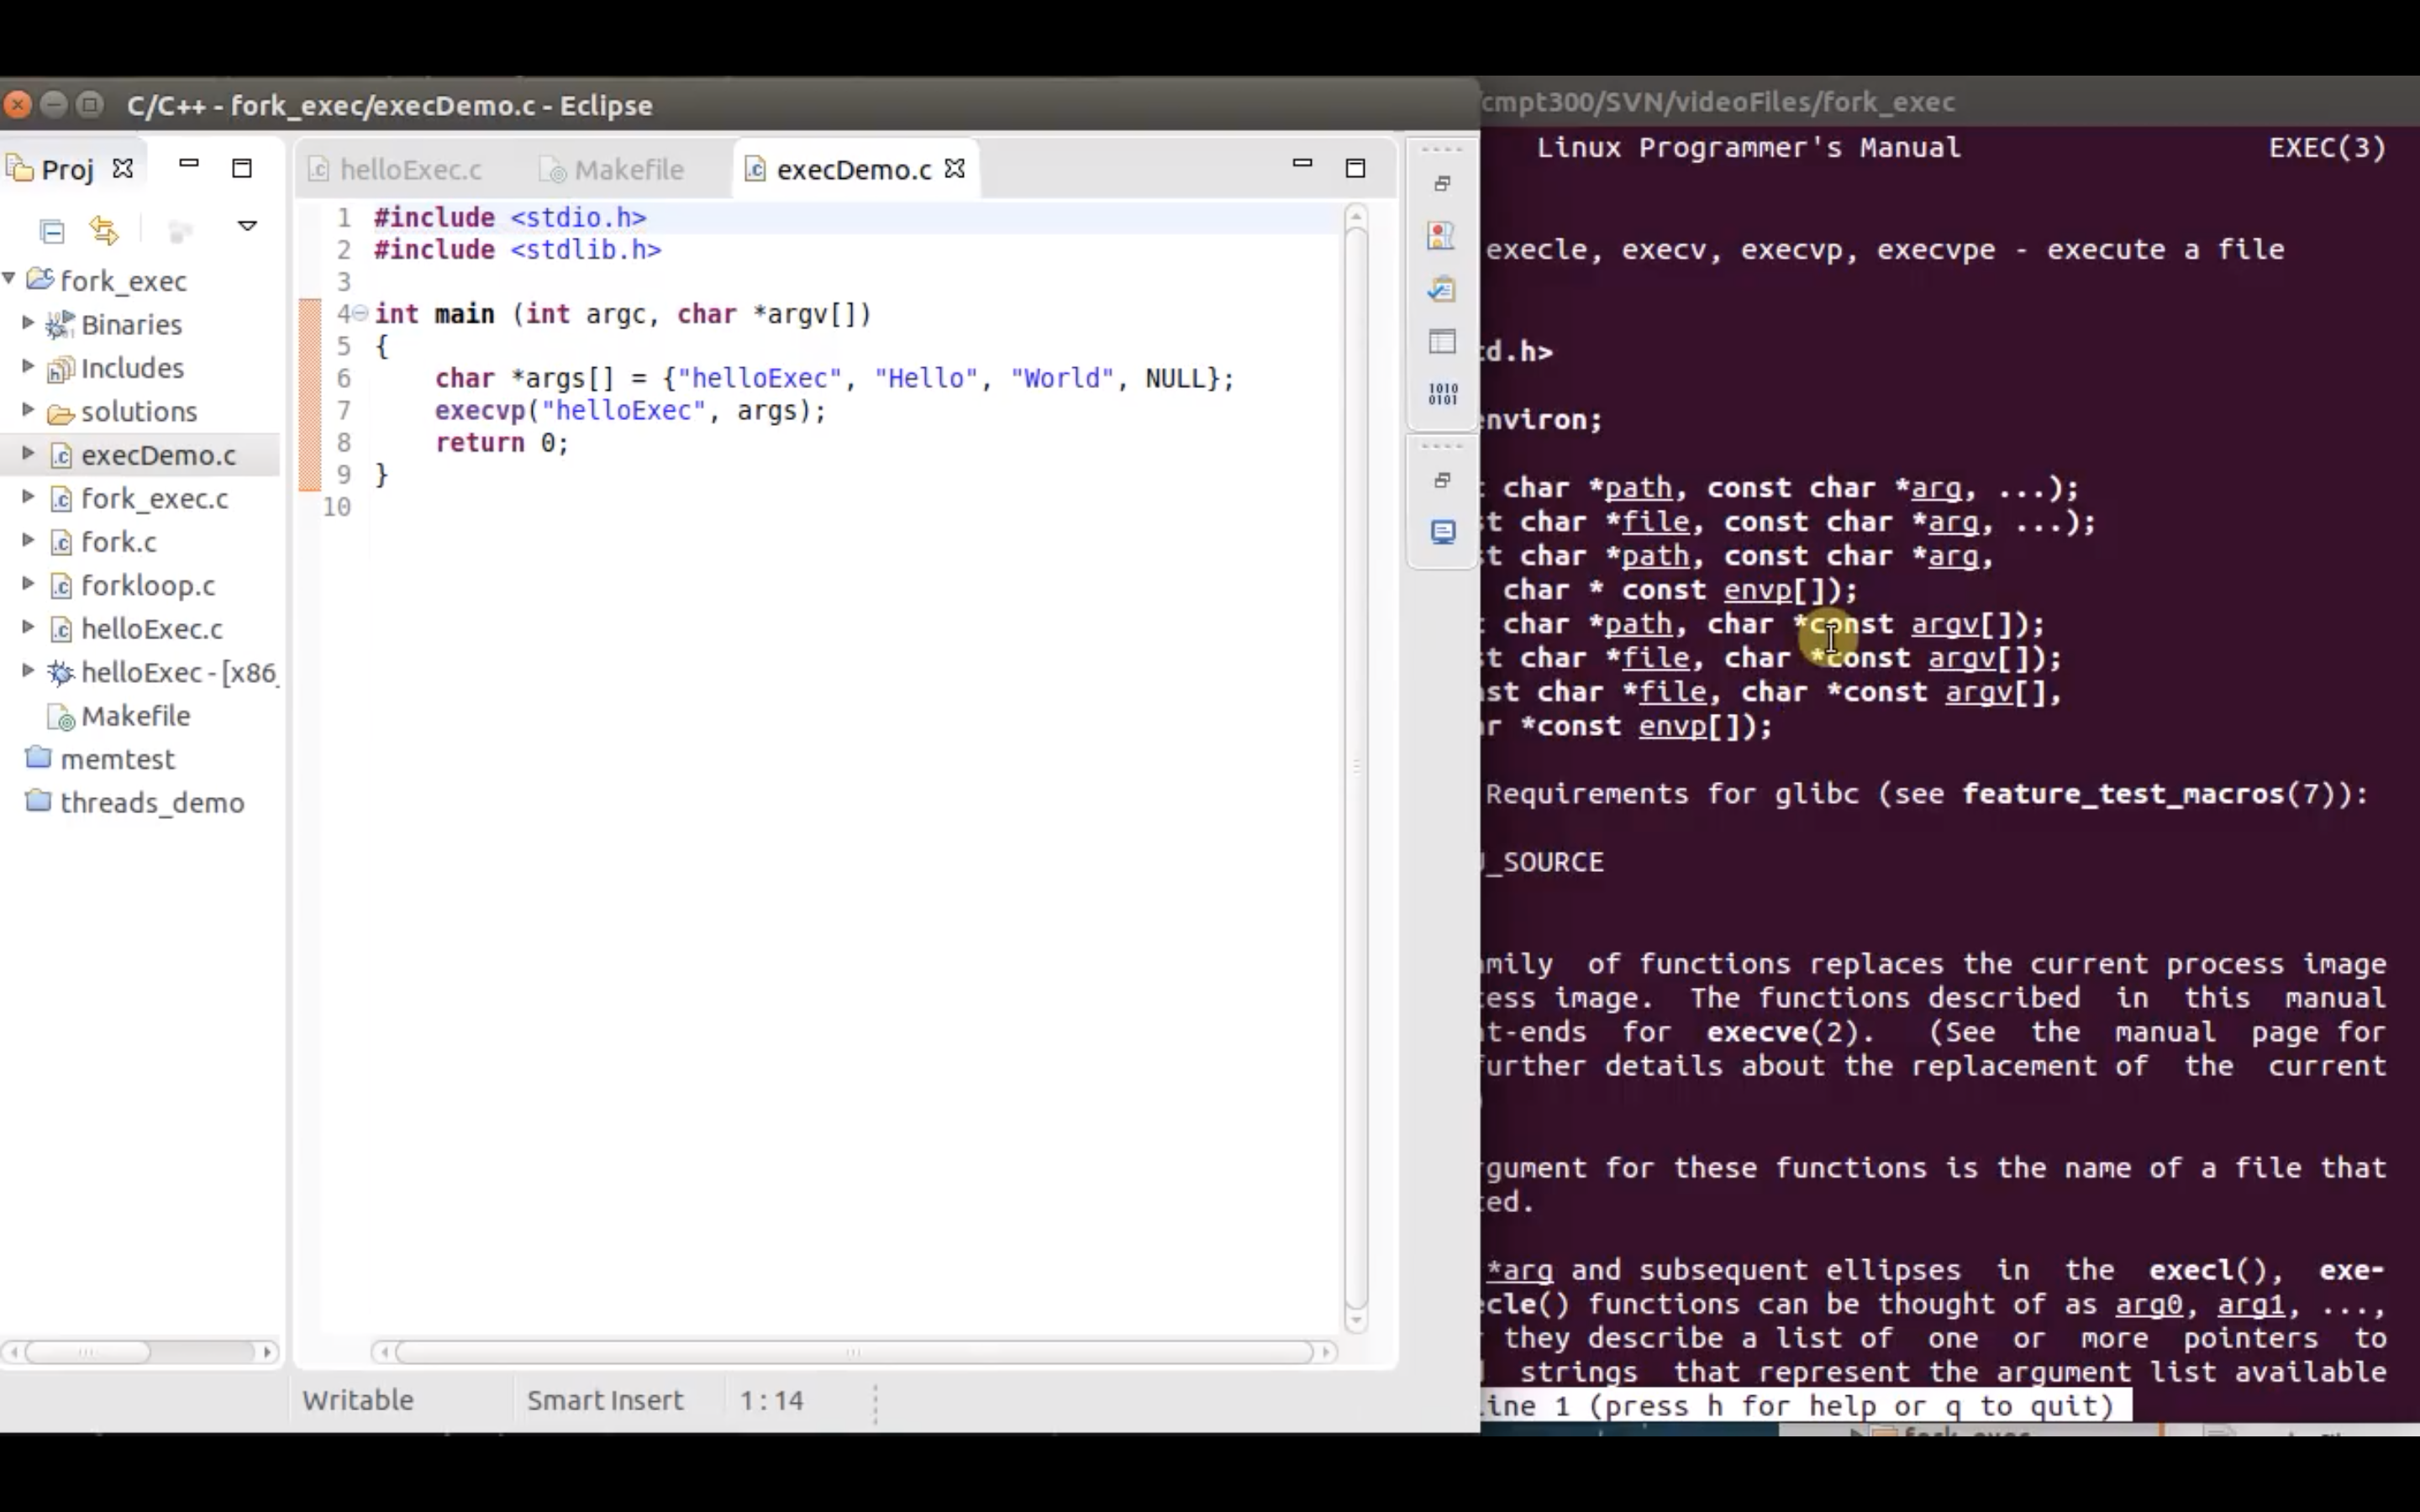 C/C++ - fork_exec/execDemo.c - Eclipse
cmpt300/SVN/videoFiles/fork_exec
Proj
fork_exec
Binaries
Includes
solutions
execDemo.c
fork_exec.c
fork.c
forkloop.c
helloExec.c
helloExec - [x86_
Makefile
memtest
threads_demo
helloExec.c Makefile execDemo.c
1 #include <stdio.h>
2 #include <stdlib.h>
3
4 int main (int argc, char *argv[])
5 {
6 char *args[] = {"helloExec", "Hello", "World", NULL};
7 execvp("helloExec", args);
8 return 0;
9 }
10
Writable Smart Insert 1 : 14
1010
0101
Linux Programmer's Manual EXEC(3)
execle, execv, execvp, execvpe - execute a file
td.h>
environ;
char *path, const char *arg, ...);
t char *file, const char *arg, ...);
t char *path, const char *arg,
char * const envp[]);
char *path, char *const argv[]);
t char *file, char *const argv[]);
st char *file, char *const argv[],
r *const envp[]);
Requirements for glibc (see feature_test_macros(7)):
_SOURCE
mily of functions replaces the current process image
ess image. The functions described in this manual
t-ends for execve(2). (See the manual page for
further details about the replacement of the current
)
gument for these functions is the name of a file that
ted.
*arg and subsequent ellipses in the execl(), exe-
ecle() functions can be thought of as arg0, arg1, ...,
they describe a list of one or more pointers to
strings that represent the argument list available
ine 1 (press h for help or q to quit)